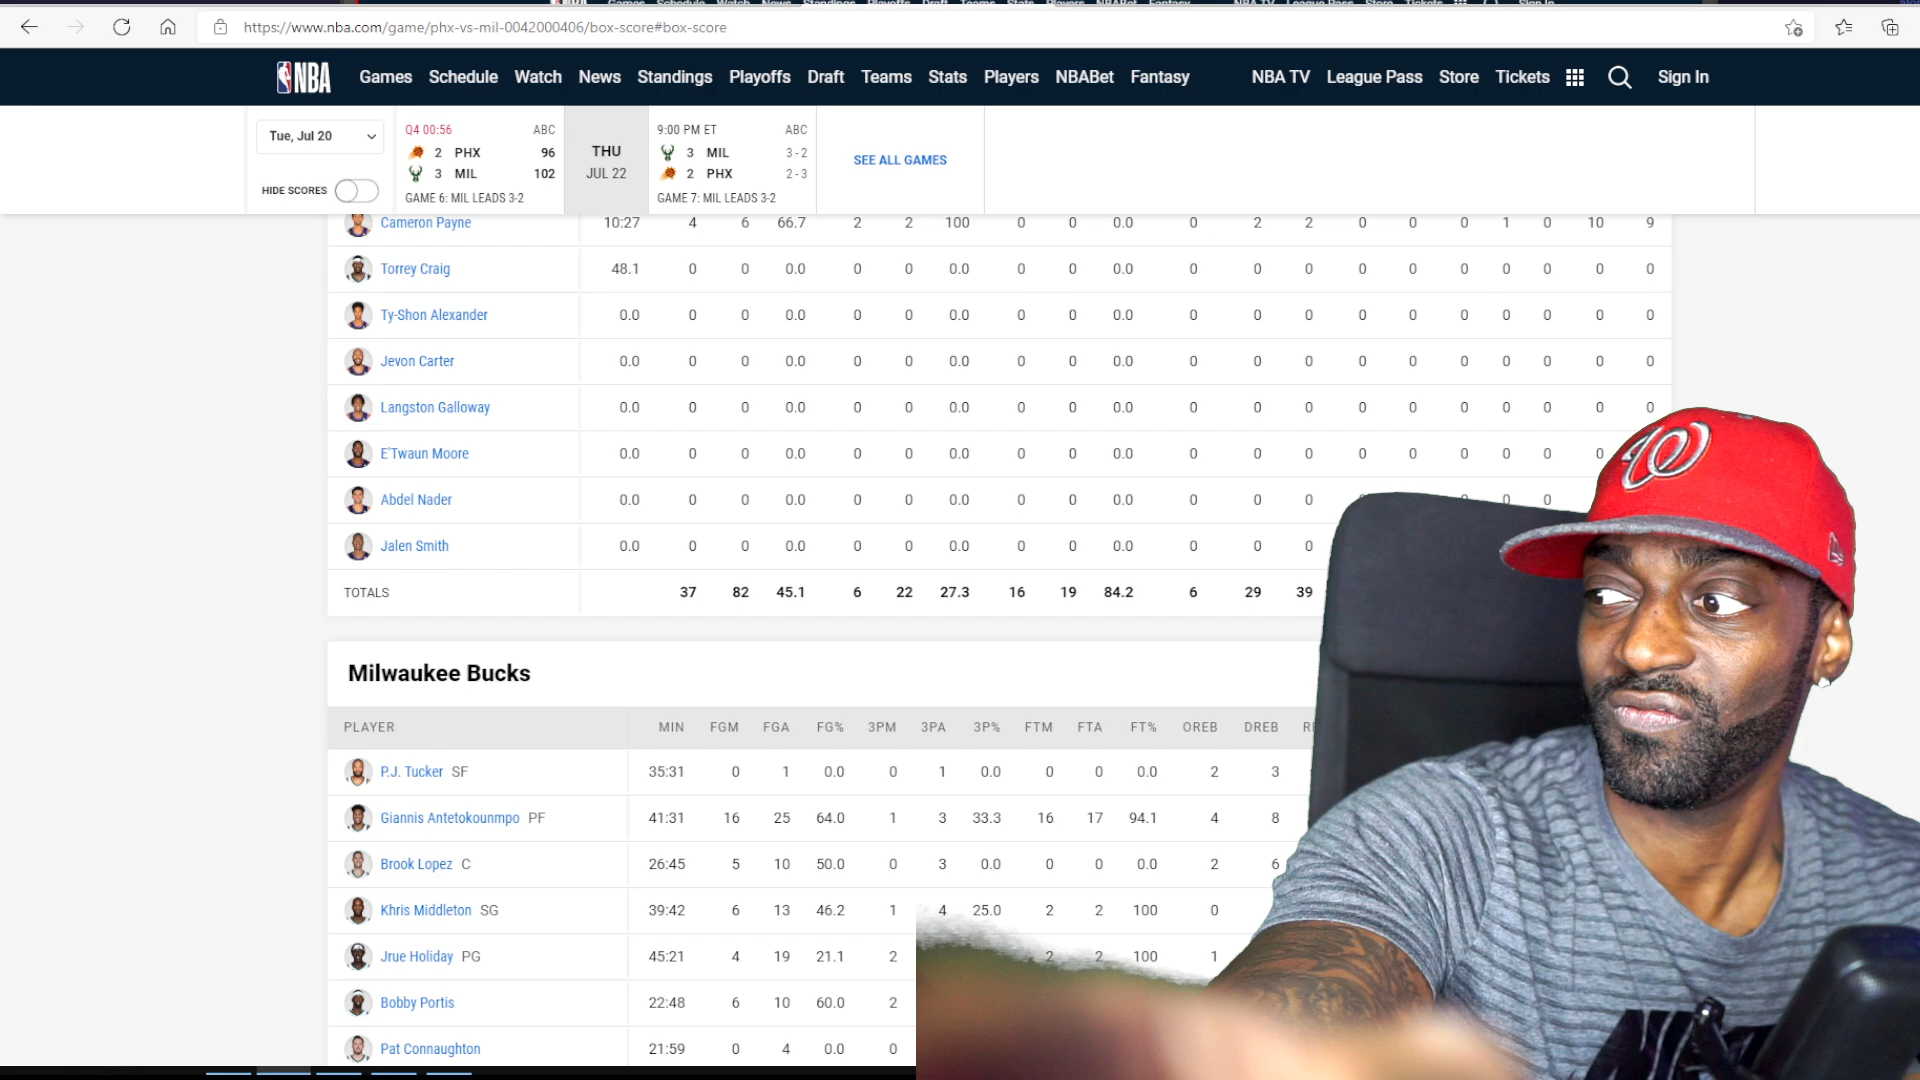 https://www.nba.com/game/phx-vs-mil-0042000406/box-score#box-score
NBA Games Schedule Watch News Standings Playoffs Draft Teams Stats Players NBABet Fantasy NBA TV League Pass Store Tickets Sign In
Tue, Jul 20
HIDE SCORES
Q4 00:56 ABC
2 PHX 96
3 MIL 102
GAME 6: MIL LEADS 3-2
THU
JUL 22
9:00 PM ET ABC
3 MIL 3-2
2 PHX 2-3
GAME 7: MIL LEADS 3-2
SEE ALL GAMES
Cameron Payne 10:27 4 6 66.7 2 2 100 0 0 0.0 0 2 2 0 0 0 1 0 10 9
Torrey Craig 48.1 0 0 0.0 0 0 0.0 0 0 0.0 0 0 0 0 0 0 0 0 0 0
Ty-Shon Alexander 0.0 0 0 0.0 0 0 0.0 0 0 0.0 0 0 0 0 0 0 0 0 0 0
Jevon Carter 0.0 0 0 0.0 0 0 0.0 0 0 0.0 0 0 0 0 0 0 0 0 0 0
Langston Galloway 0.0 0 0 0.0 0 0 0.0 0 0 0.0 0 0 0 0 0 0 0 0 0 0
E'Twaun Moore 0.0 0 0 0.0 0 0 0.0 0 0 0.0 0 0 0 0 0 0 0 0 0
Abdel Nader 0.0 0 0 0.0 0 0 0.0 0 0 0.0 0 0 0 0 0
Jalen Smith 0.0 0 0 0.0 0 0 0.0 0 0 0.0 0 0 0
TOTALS 37 82 45.1 6 22 27.3 16 19 84.2 6 29 39
Milwaukee Bucks
PLAYER MIN FGM FGA FG% 3PM 3PA 3P% FTM FTA FT% OREB DREB
P.J. Tucker SF 35:31 0 1 0.0 0 1 0.0 0 0 0.0 2 3
Giannis Antetokounmpo PF 41:31 16 25 64.0 1 3 33.3 16 17 94.1 4 8
Brook Lopez C 26:45 5 10 50.0 0 3 0.0 0 0 0.0 2 6
Khris Middleton SG 39:42 6 13 46.2 1 4 25.0 2 2 100 0
Jrue Holiday PG 45:21 4 19 21.1 2 2 2 100 1
Bobby Portis 22:48 6 10 60.0 2
Pat Connaughton 21:59 0 4 0.0 0
W